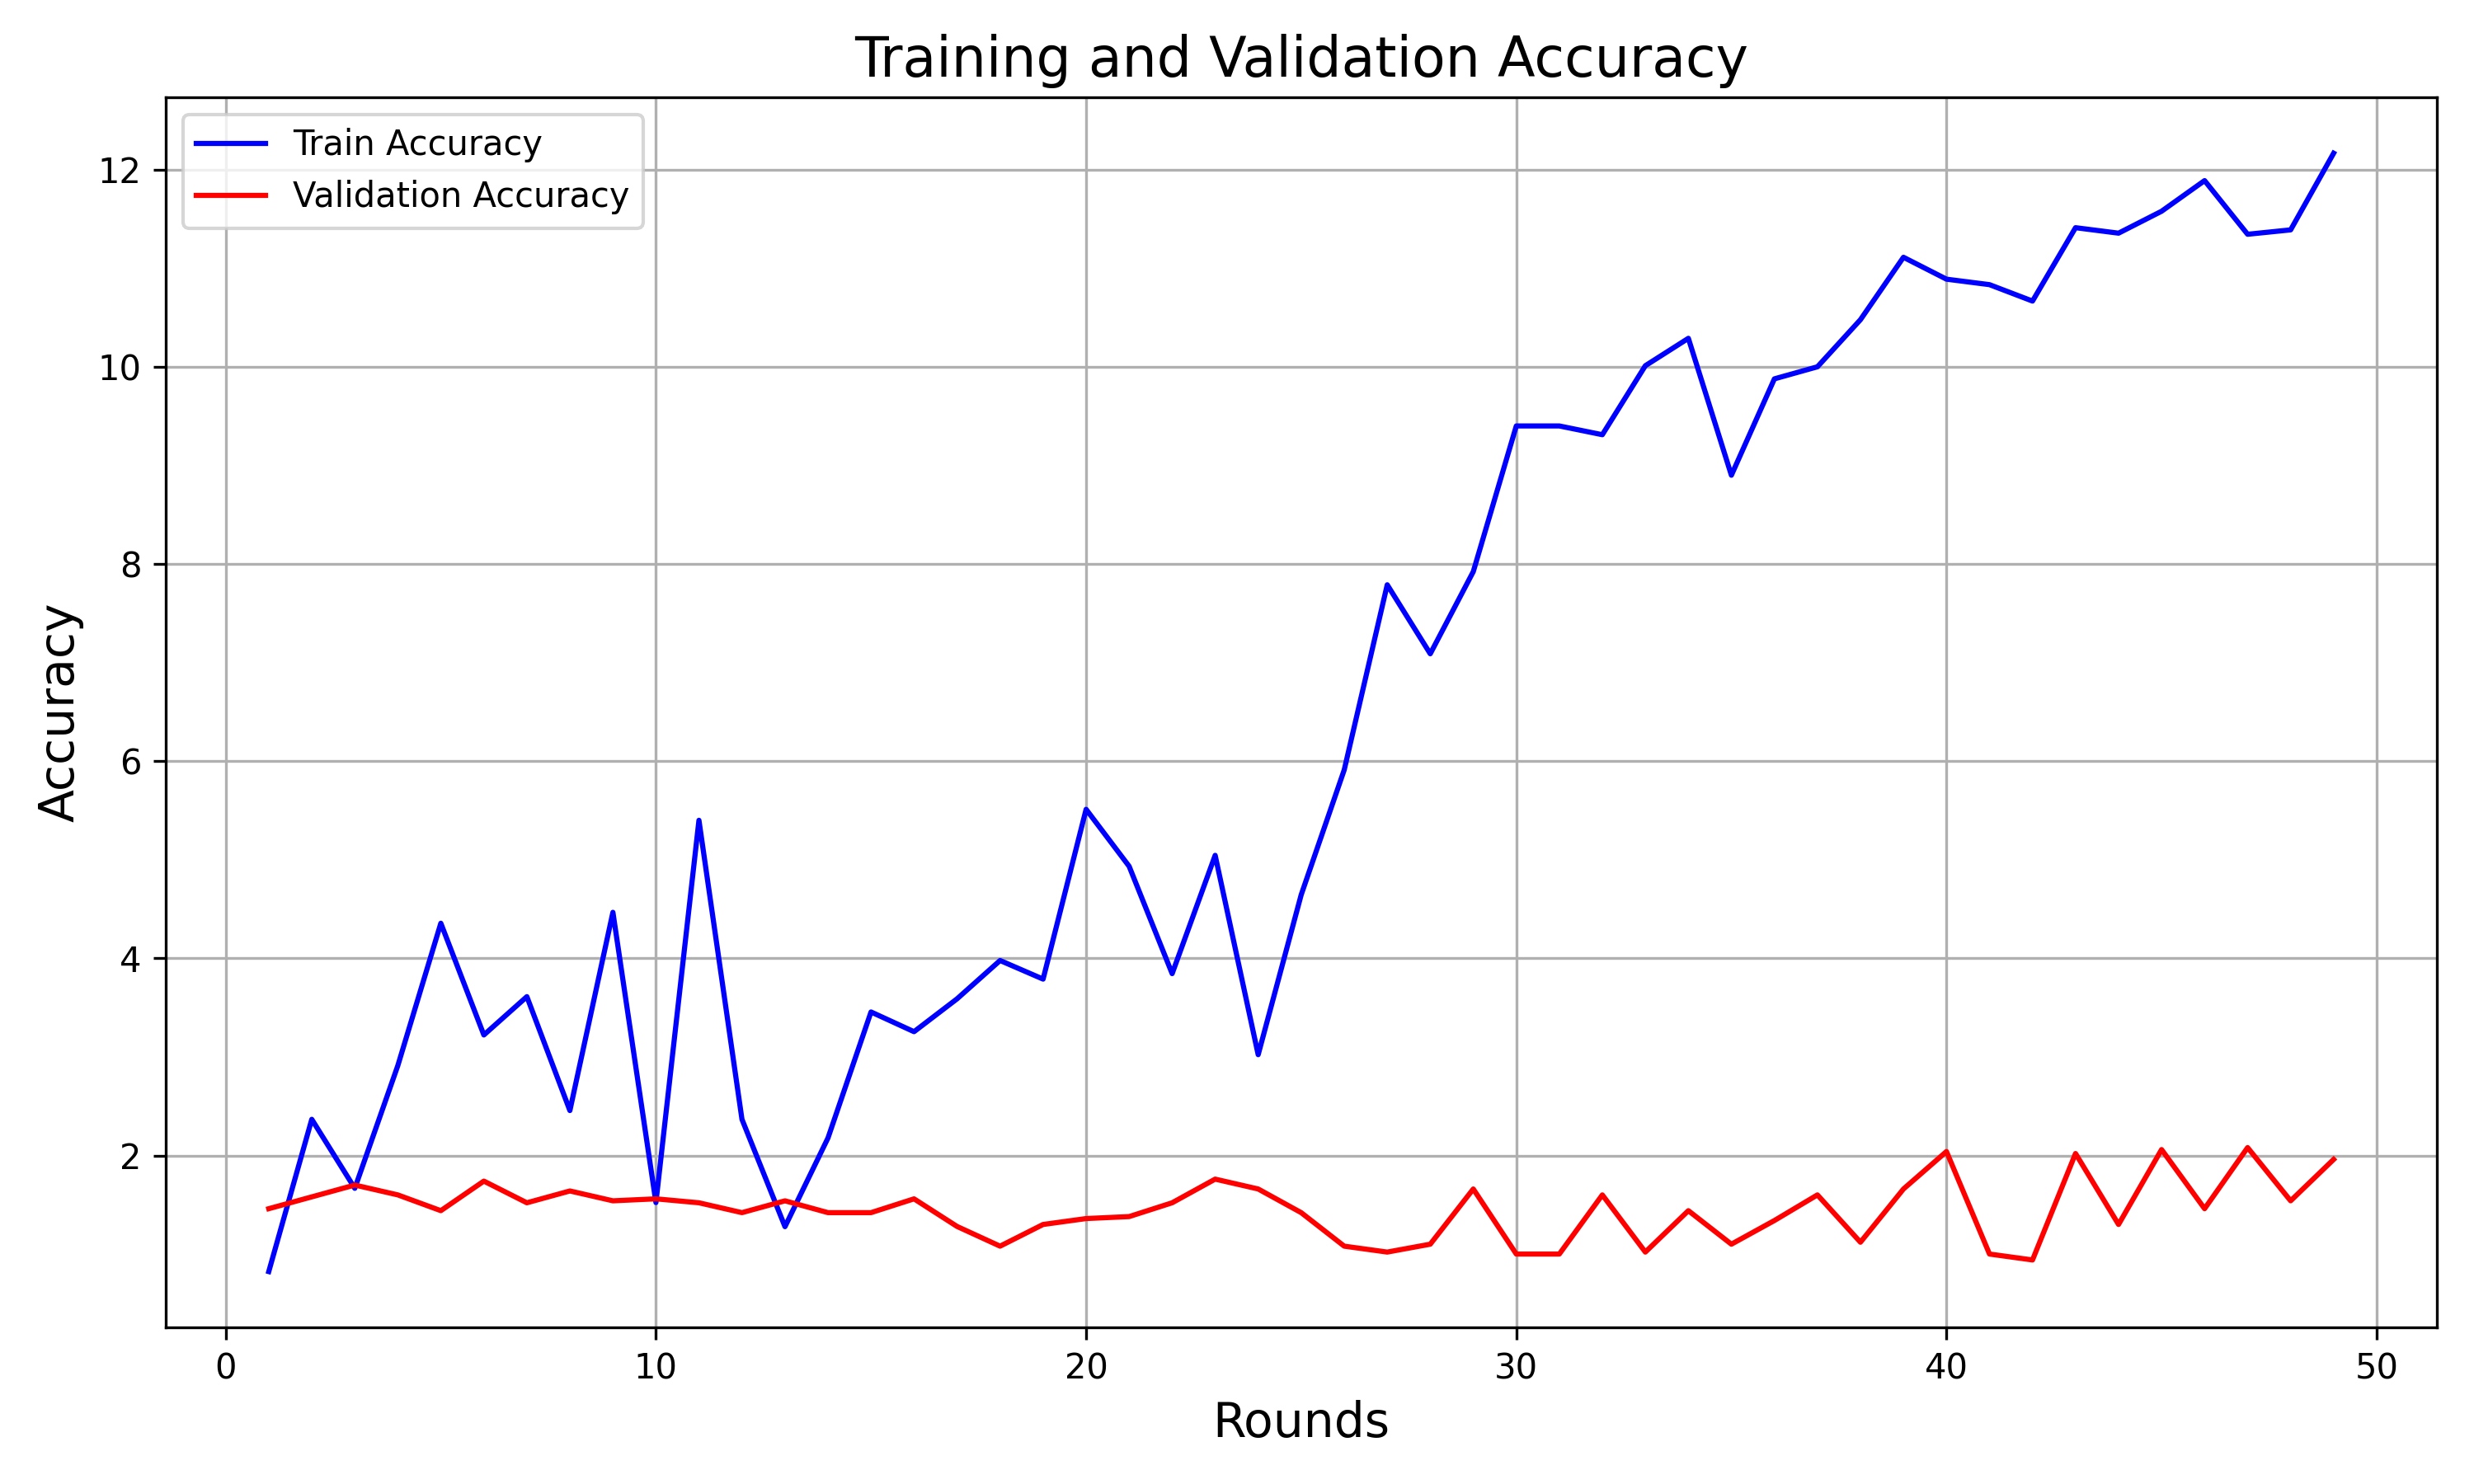 Training and Validation Accuracy
Train Accuracy
Validation Accuracy
Accuracy
12
10
8
6
4
2
0 10 20 30 40 50
Rounds